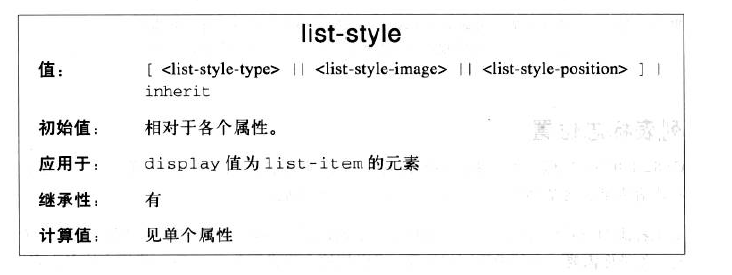 list-style
值： [ <list-style-type> || <list-style-image> || <list-style-position> ] |
inherit
初始值： 相对于各个属性。
应用于： display 值为 list-item 的元素
继承性： 有
计算值： 见单个属性